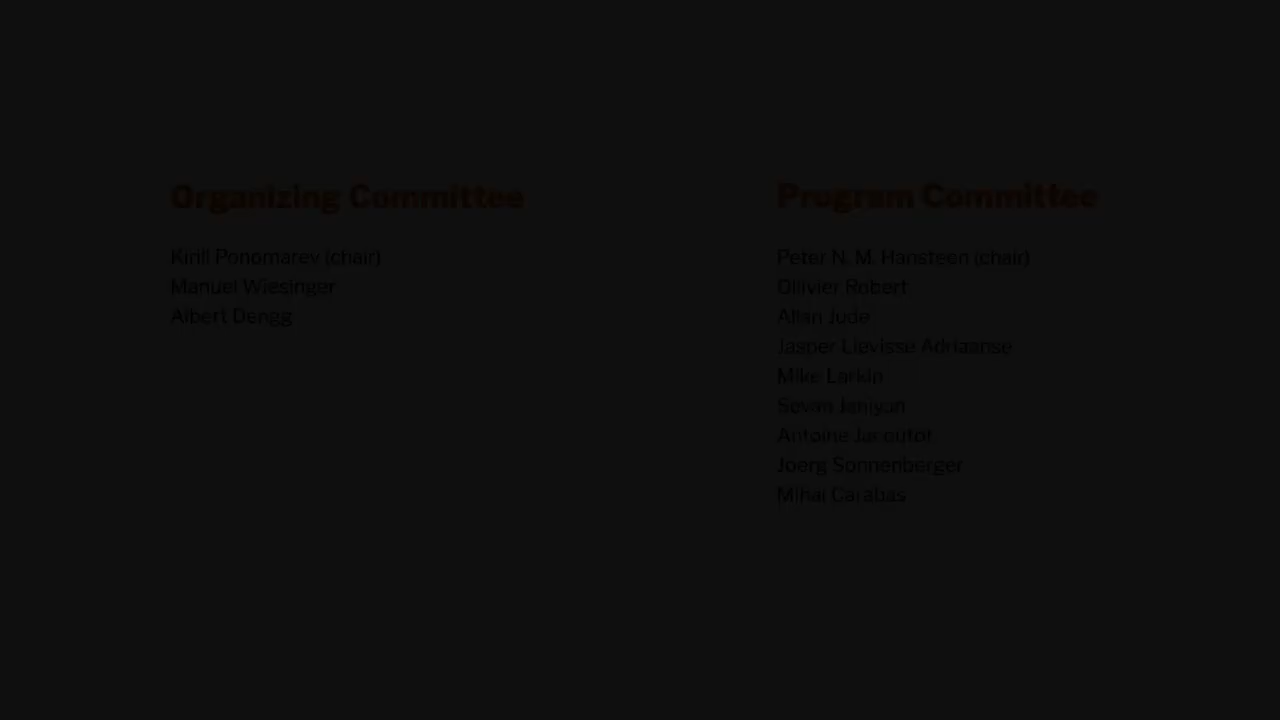 Organizing Committee
Kirill Ponomarev (chair)
Manuel Wiesinger
Albert Dengg
Program Committee
Peter N. M. Hansteen (chair)
Ollivier Robert
Allan Jude
Jasper Lievisse Adriaanse
Mike Larkin
Sevan Janiyan
Antoine Jacoutot
Joerg Sonnenberger
Mihai Carabas